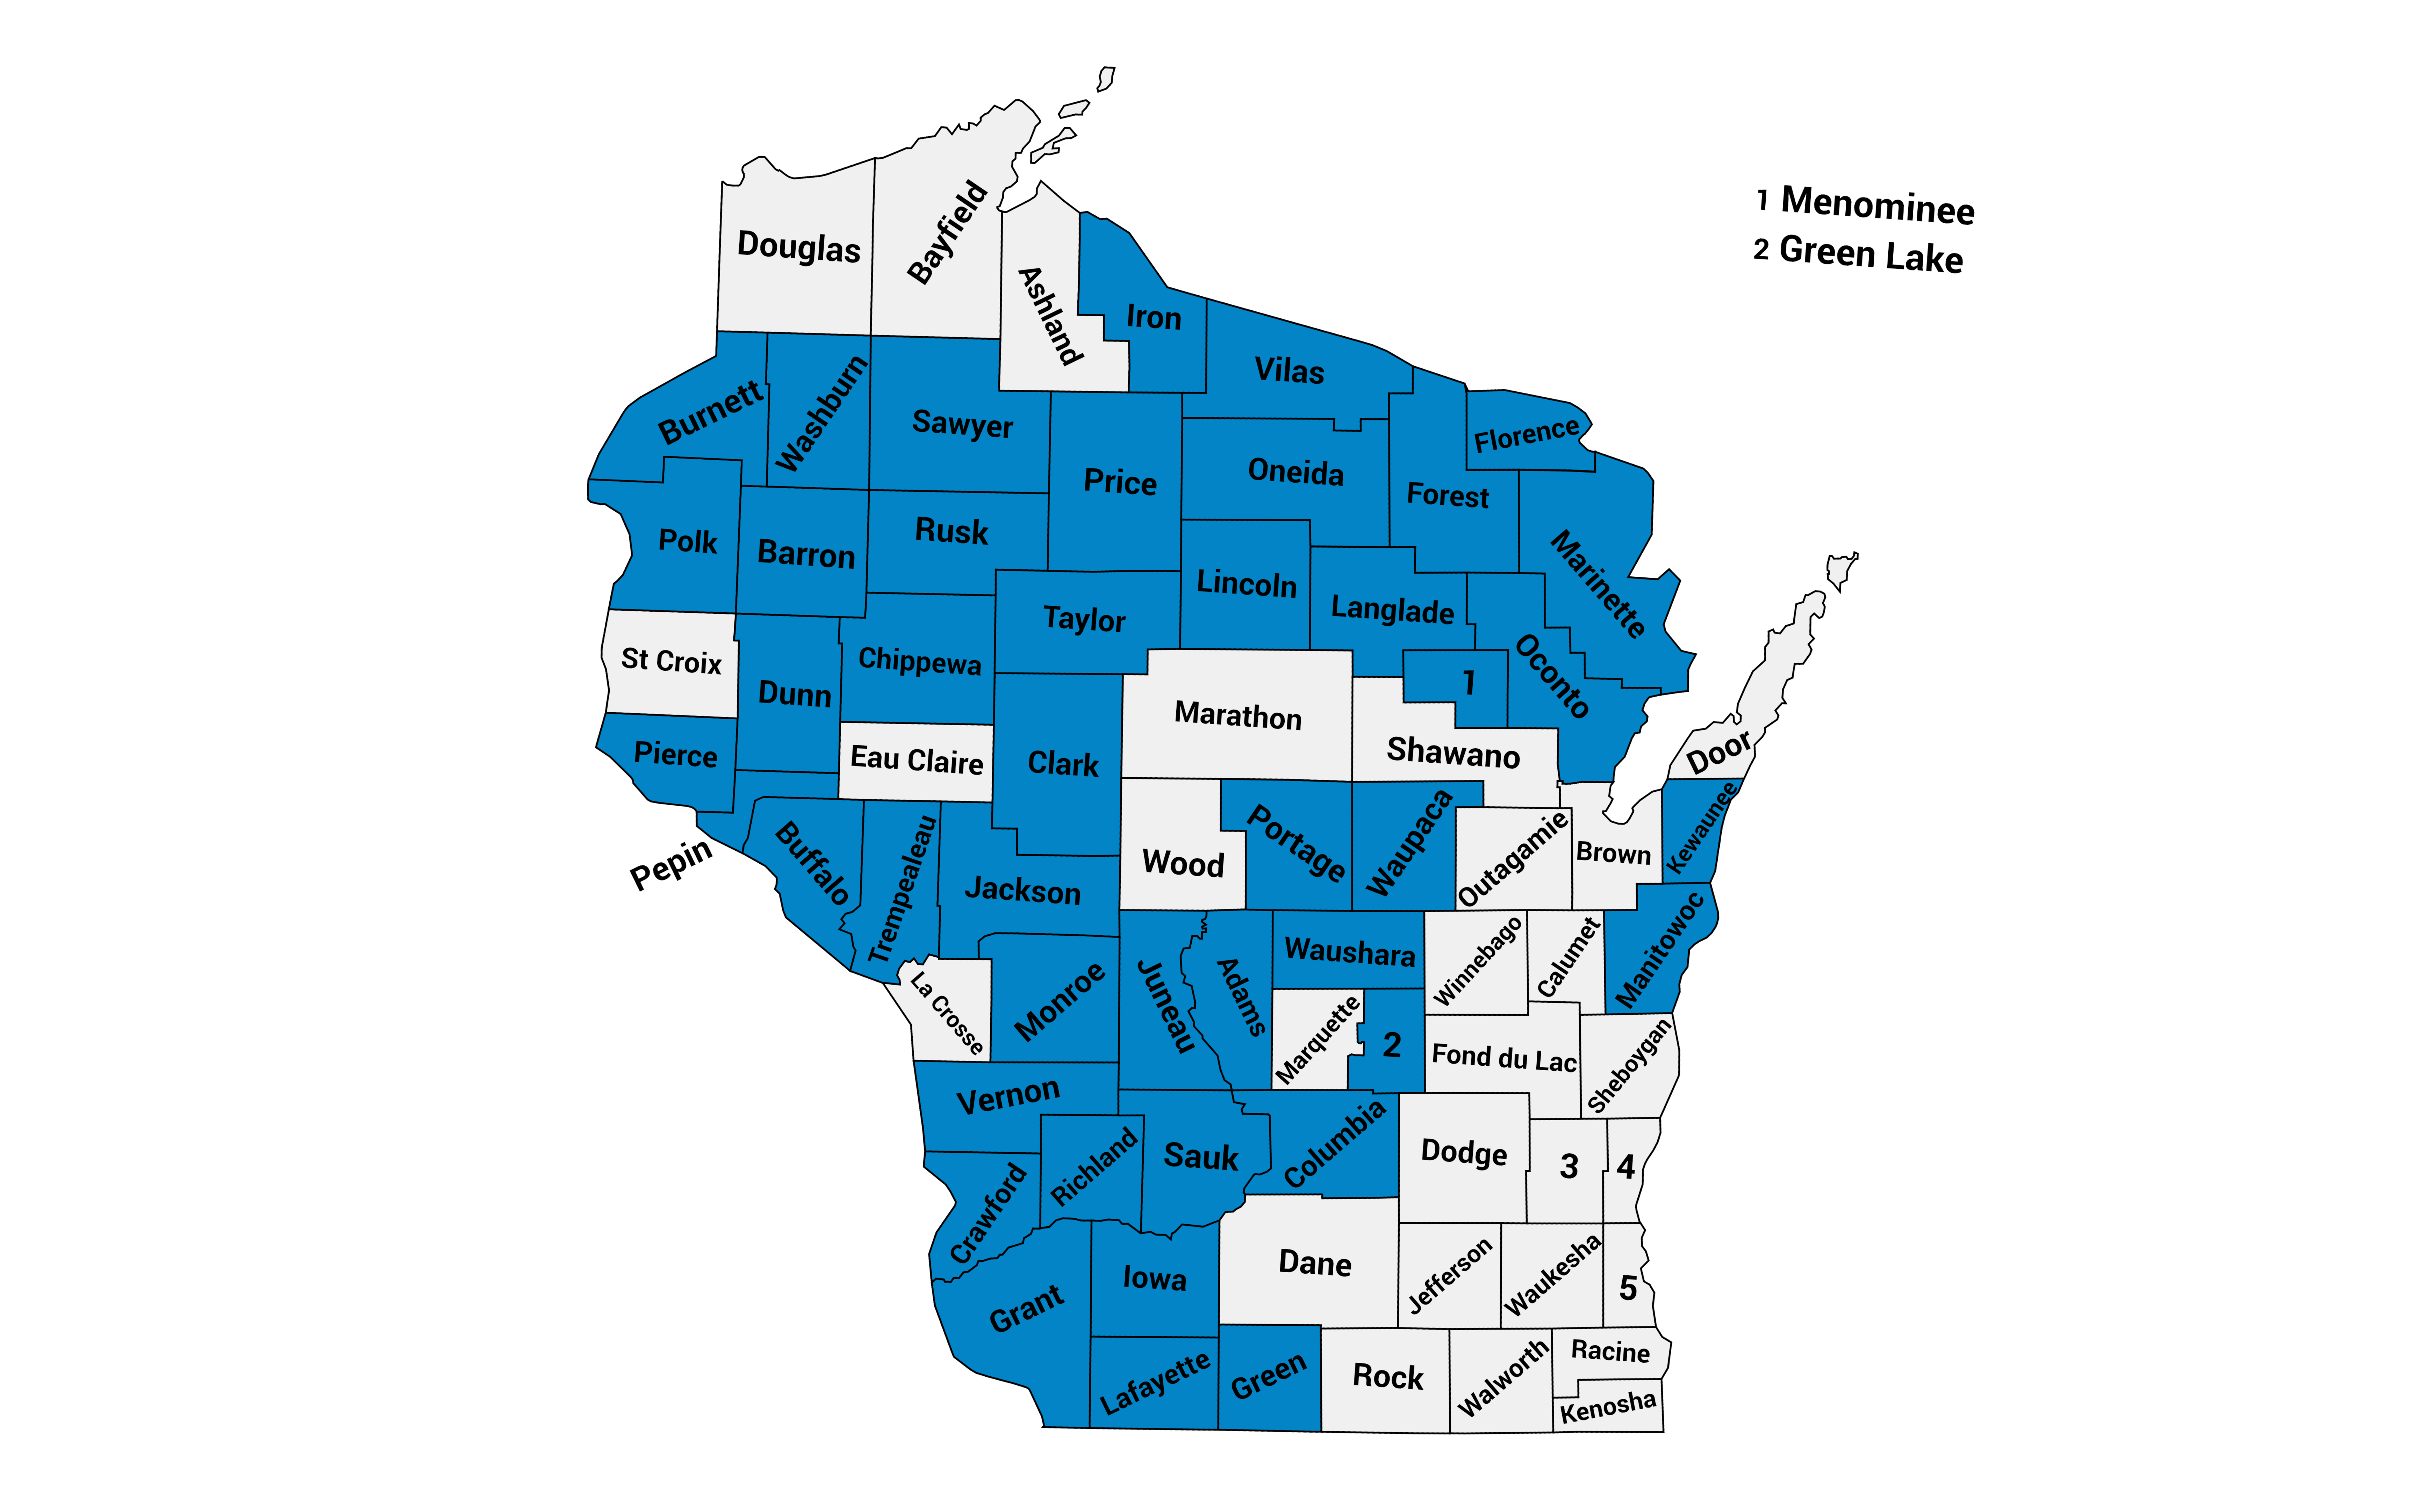 1 Menominee
2 Green Lake
Douglas
Bayfield
Ashland
Iron
Vilas
Burnett
Washburn
Sawyer
Price
Oneida
Forest
Florence
Polk
Barron
Rusk
Lincoln
Langlade
Marinette
Taylor
St Croix
Dunn
Chippewa
1
Oconto
Marathon
Shawano
Pierce
Eau Claire
Clark
Door
Pepin
Buffalo
Trempealeau
Jackson
Wood
Portage
Waupaca
Outagamie
Brown
Kewaunee
Waushara
Winnebago
Calumet
Manitowoc
La Crosse
Monroe
Juneau
Adams
Marquette
2
Fond du Lac
Sheboygan
Vernon
Richland
Sauk
Columbia
Dodge
3
4
Crawford
Grant
Iowa
Dane
Jefferson
Waukesha
5
Lafayette
Green
Rock
Walworth
Racine
Kenosha